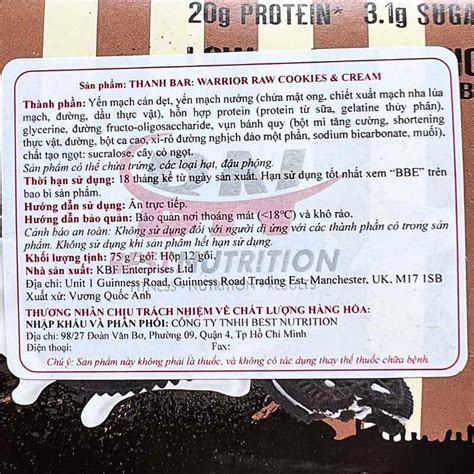 20g PROTEIN* 3.1g SUGA
Sản phẩm: THANH BAR: WARRIOR RAW COOKIES & CREAM
Thành phần: Yến mạch cán dẹt, yến mạch nướng (chứa mật ong, chiết xuất mạch nha lúa
mạch, đường, dầu thực vật), hỗn hợp protein (protein từ sữa, gelatine thủy phân),
glycerine, đường fructo-oligosaccharide, vụn bánh quy (bột mì tăng cường, shortening
thực vật, đường, bột ca cao, xi-rô đường nghịch đảo một phần, sodium bicarbonate, muối),
chất tạo ngọt: sucralose, cây cỏ ngọt.
Sản phẩm có thể chứa trứng, các loại hạt, đậu phộng.
Thời hạn sử dụng: 18 tháng kể từ ngày sản xuất. Hạn sử dụng tốt nhất xem "BBE" trên
bao bì sản phẩm.
Hướng dẫn sử dụng: Ăn trực tiếp.
Hướng dẫn bảo quản: Bảo quản nơi thoáng mát (<18°C) và khô ráo.
Cảnh báo an toàn: Không sử dụng đối với người dị ứng với các thành phần có trong sản
phẩm. Không sử dụng khi sản phẩm hết hạn sử dụng.
Khối lượng tịnh: 75 g/ gói. Hộp 12 gói.
Nhà sản xuất: KBF Enterprises Ltd
NUTRITION
FITNESS - NUTRITION - RESULTS
Địa chỉ: Unit 1 Guinness Road, Guinness Road Trading Est, Manchester, UK. M17 1SB
Xuất xứ: Vương Quốc Anh
THƯƠNG NHÂN CHỊU TRÁCH NHIỆM VỀ CHẤT LƯỢNG HÀNG HÓA:
NHẬP KHẨU VÀ PHÂN PHỐI: CÔNG TY TNHH BEST NUTRITION
Địa chỉ: 98/27 Đoàn Văn Bơ, Phường 09, Quận 4, Tp Hồ Chí Minh
Điện thoại: Fax:
Chú ý: Sản phẩm này không phải là thuốc, và không có tác dụng thay thế thuốc chữa bệnh.